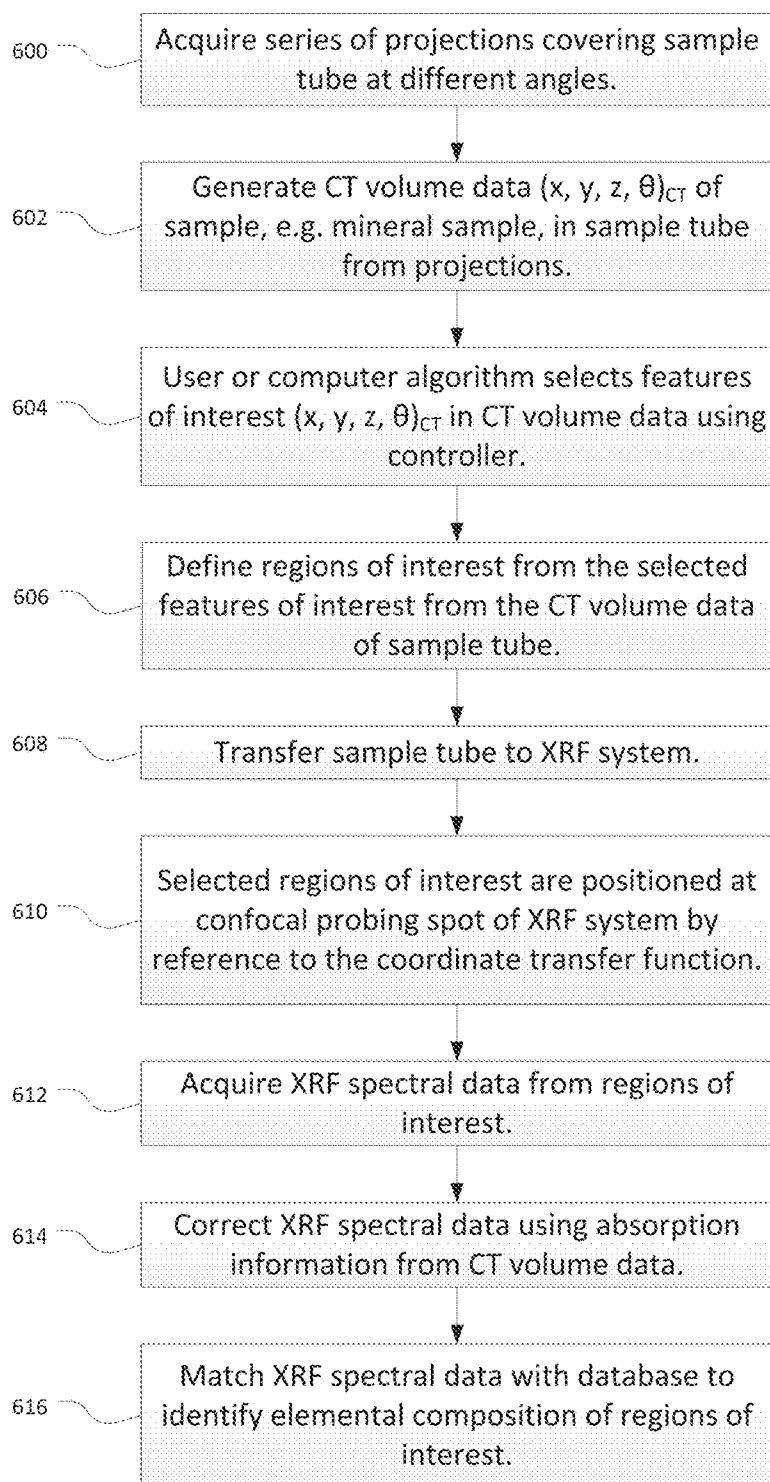 600
Acquire series of projections covering sample
tube at different angles.
602
Generate CT volume data (x, y, z, θ)CT of
sample, e.g. mineral sample, in sample tube
from projections.
604
User or computer algorithm selects features
of interest (x, y, z, θ)CT in CT volume data using
controller.
606
Define regions of interest from the selected
features of interest from the CT volume data
of sample tube.
608
Transfer sample tube to XRF system.
610
Selected regions of interest are positioned at
confocal probing spot of XRF system by
reference to the coordinate transfer function.
612
Acquire XRF spectral data from regions of
interest.
614
Correct XRF spectral data using absorption
information from CT volume data.
616
Match XRF spectral data with database to
identify elemental composition of regions of
interest.